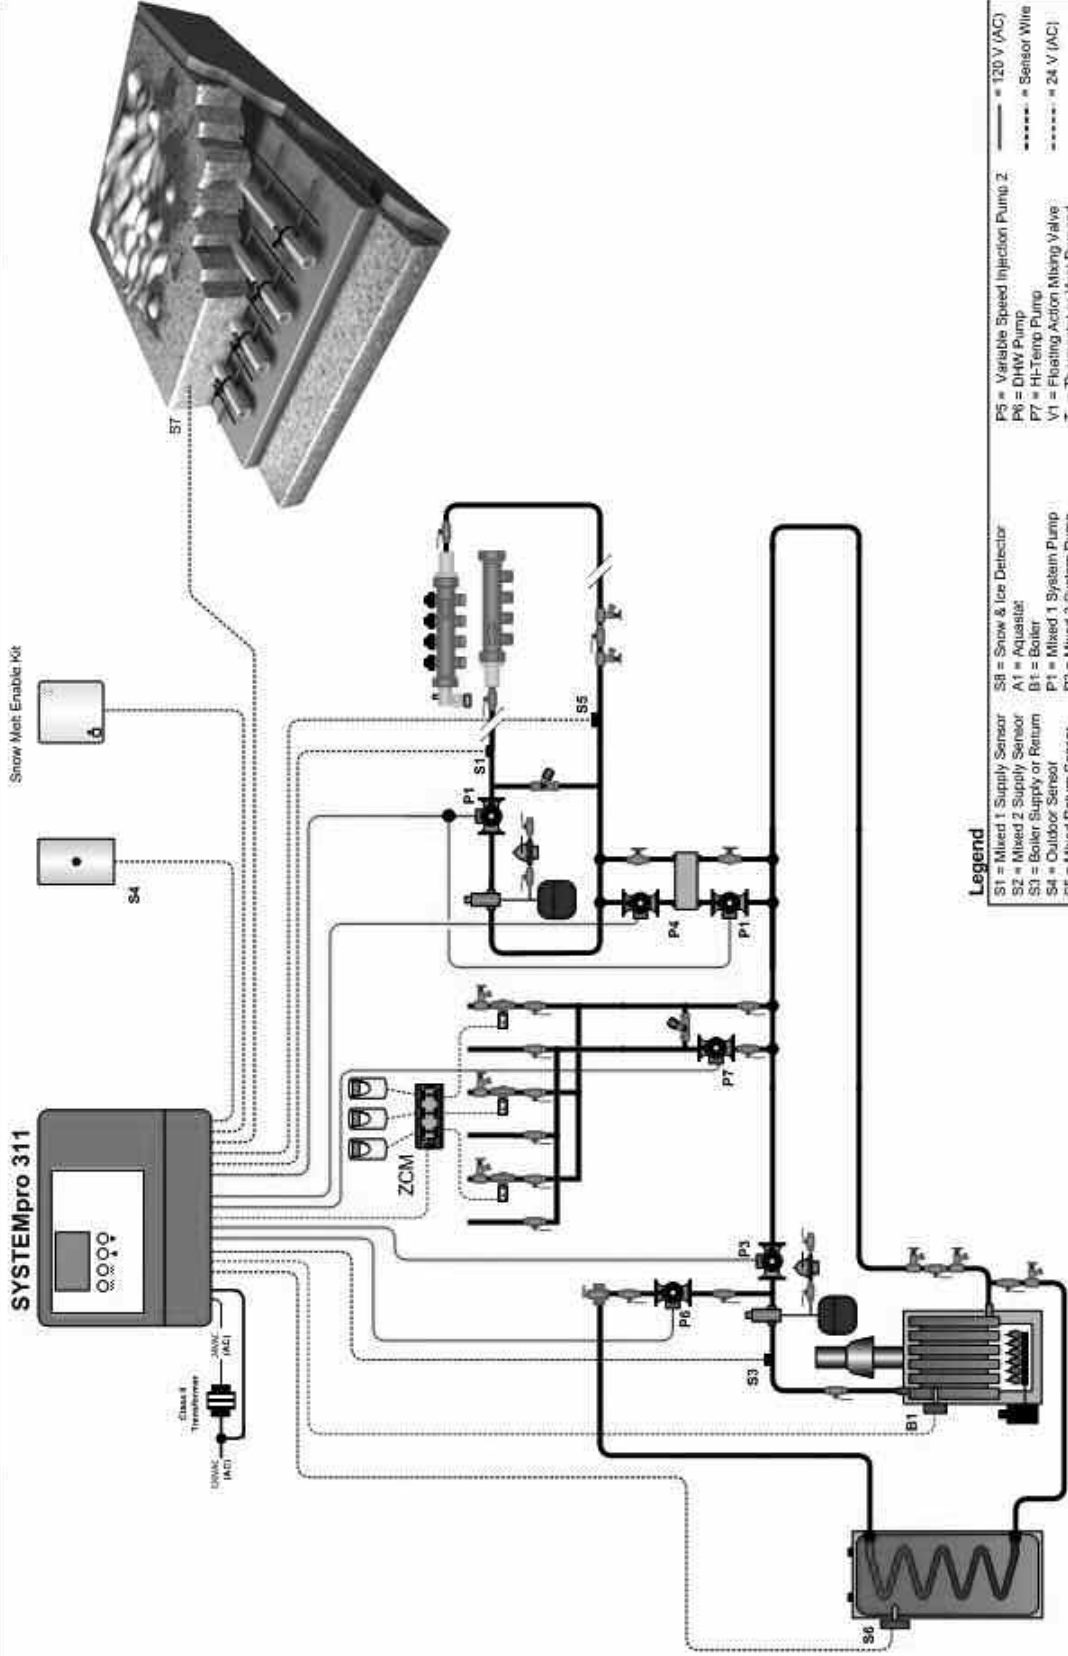 Snow Melt Enable Kit
S4
S7
SYSTEMpro 311
Class II
Transformer
(AC)
(AC)
ZCM
P1
S1
S5
P4
P1
P7
P3
P6
S3
B1
S6
Legend
S1 = Mixed 1 Supply Sensor
S2 = Mixed 2 Supply Sensor
S3 = Boiler Supply or Return
S4 = Outdoor Sensor
S5 = Mixed Return Sensor
S8 = Snow & Ice Detector
A1 = Aquastat
B1 = Boiler
P1 = Mixed 1 System Pump
P5 = Variable Speed Injection Pump 2
P6 = DHW Pump
P7 = Hi-Temp Pump
V1 = Floating Action Mixing Valve
= 120 V (AC)
= Sensor Wire
= 24 V (AC)